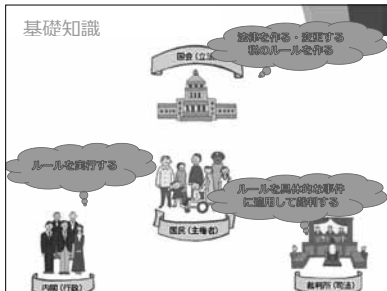 基礎知識
法律を作る・変更する
税のルールを作る
国会(立法)
ルールを実行する
ルールを具体的な事件
に適用して裁判する
国民(主権者)
内閣(行政)
裁判所(司法)